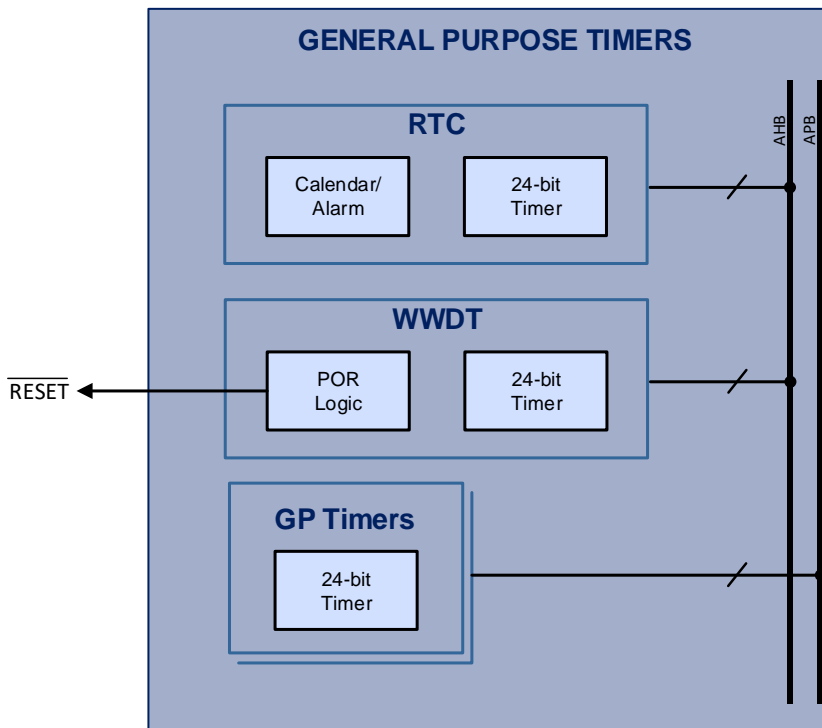 GENERAL PURPOSE TIMERS
AHB
APB
RTC
Calendar/
Alarm
24-bit
Timer
WWDT
RESET
POR
Logic
24-bit
Timer
GP Timers
24-bit
Timer